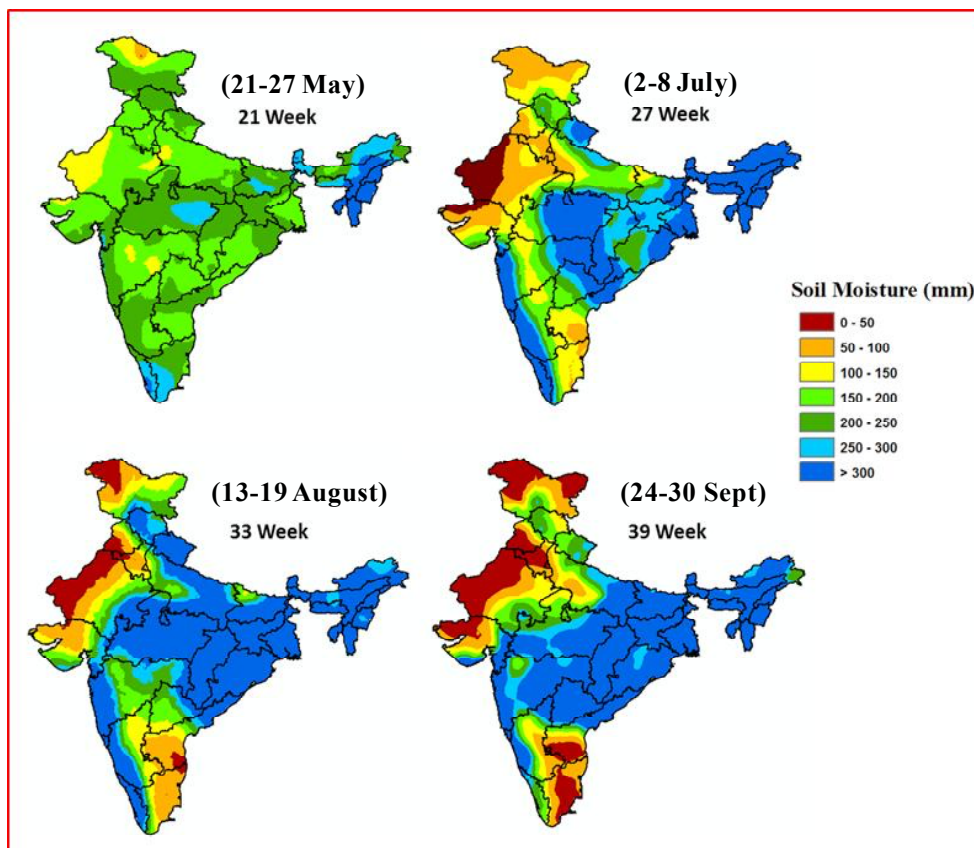 (21-27 May)
21 Week
(2-8 July)
27 Week
Soil Moisture (mm)
0 - 50
50 - 100
100 - 150
150 - 200
200 - 250
250 - 300
> 300
(13-19 August)
33 Week
(24-30 Sept)
39 Week